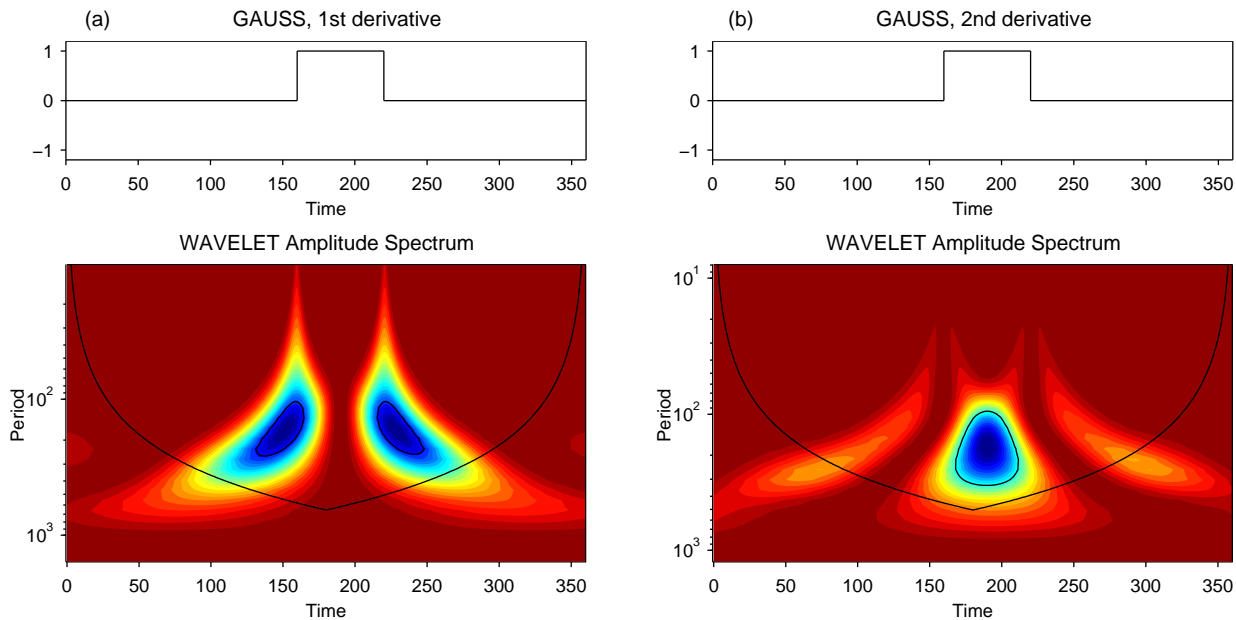 (a) GAUSS, 1st derivative
1
0
−1
0 50 100 150 200 250 300 350
Time
WAVELET Amplitude Spectrum
10²
10³
Period
0 50 100 150 200 250 300 350
Time
(b) GAUSS, 2nd derivative
1
0
−1
0 50 100 150 200 250 300 350
Time
WAVELET Amplitude Spectrum
10¹
10²
10³
Period
0 50 100 150 200 250 300 350
Time